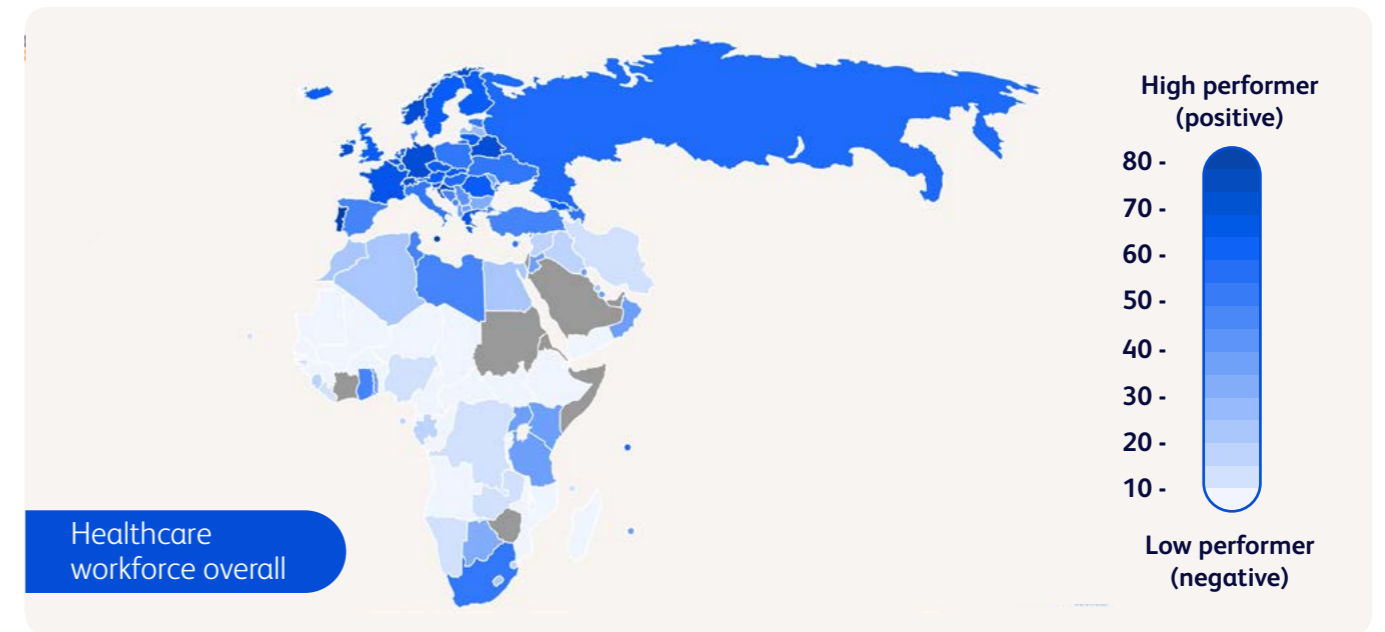 High performer
(positive)
80 -
70 -
60 -
50 -
40 -
30 -
20 -
10 -
Low performer
(negative)
Healthcare
workforce overall